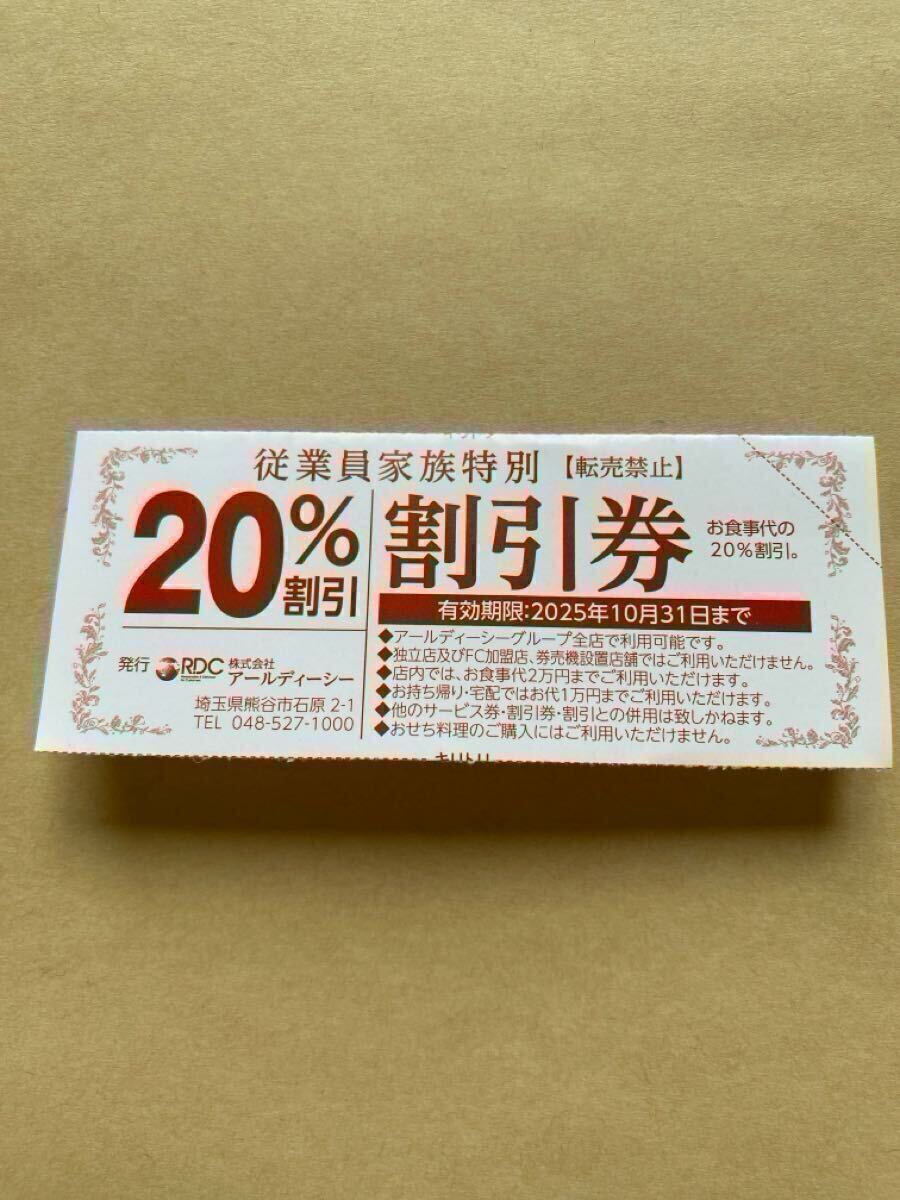 従業員家族特別【転売禁止】
20%割引
割引券
お食事代の
20%割引。
有効期限:2025年10月31日まで
◆アールディーシーグループ全店で利用可能です。
◆独立店及びFC加盟店、券売機設置店舗ではご利用いただけません。
◆店内では、お食事代2万円までご利用いただけます。
◆お持ち帰り・宅配ではお代1万円までご利用いただけます。
◆他のサービス券・割引券・割引との併用は致しかねます。
◆おせち料理のご購入にはご利用いただけません。
発行 RDC 株式会社
アールディーシー
埼玉県熊谷市石原 2-1
TEL 048-527-1000
キリトリ